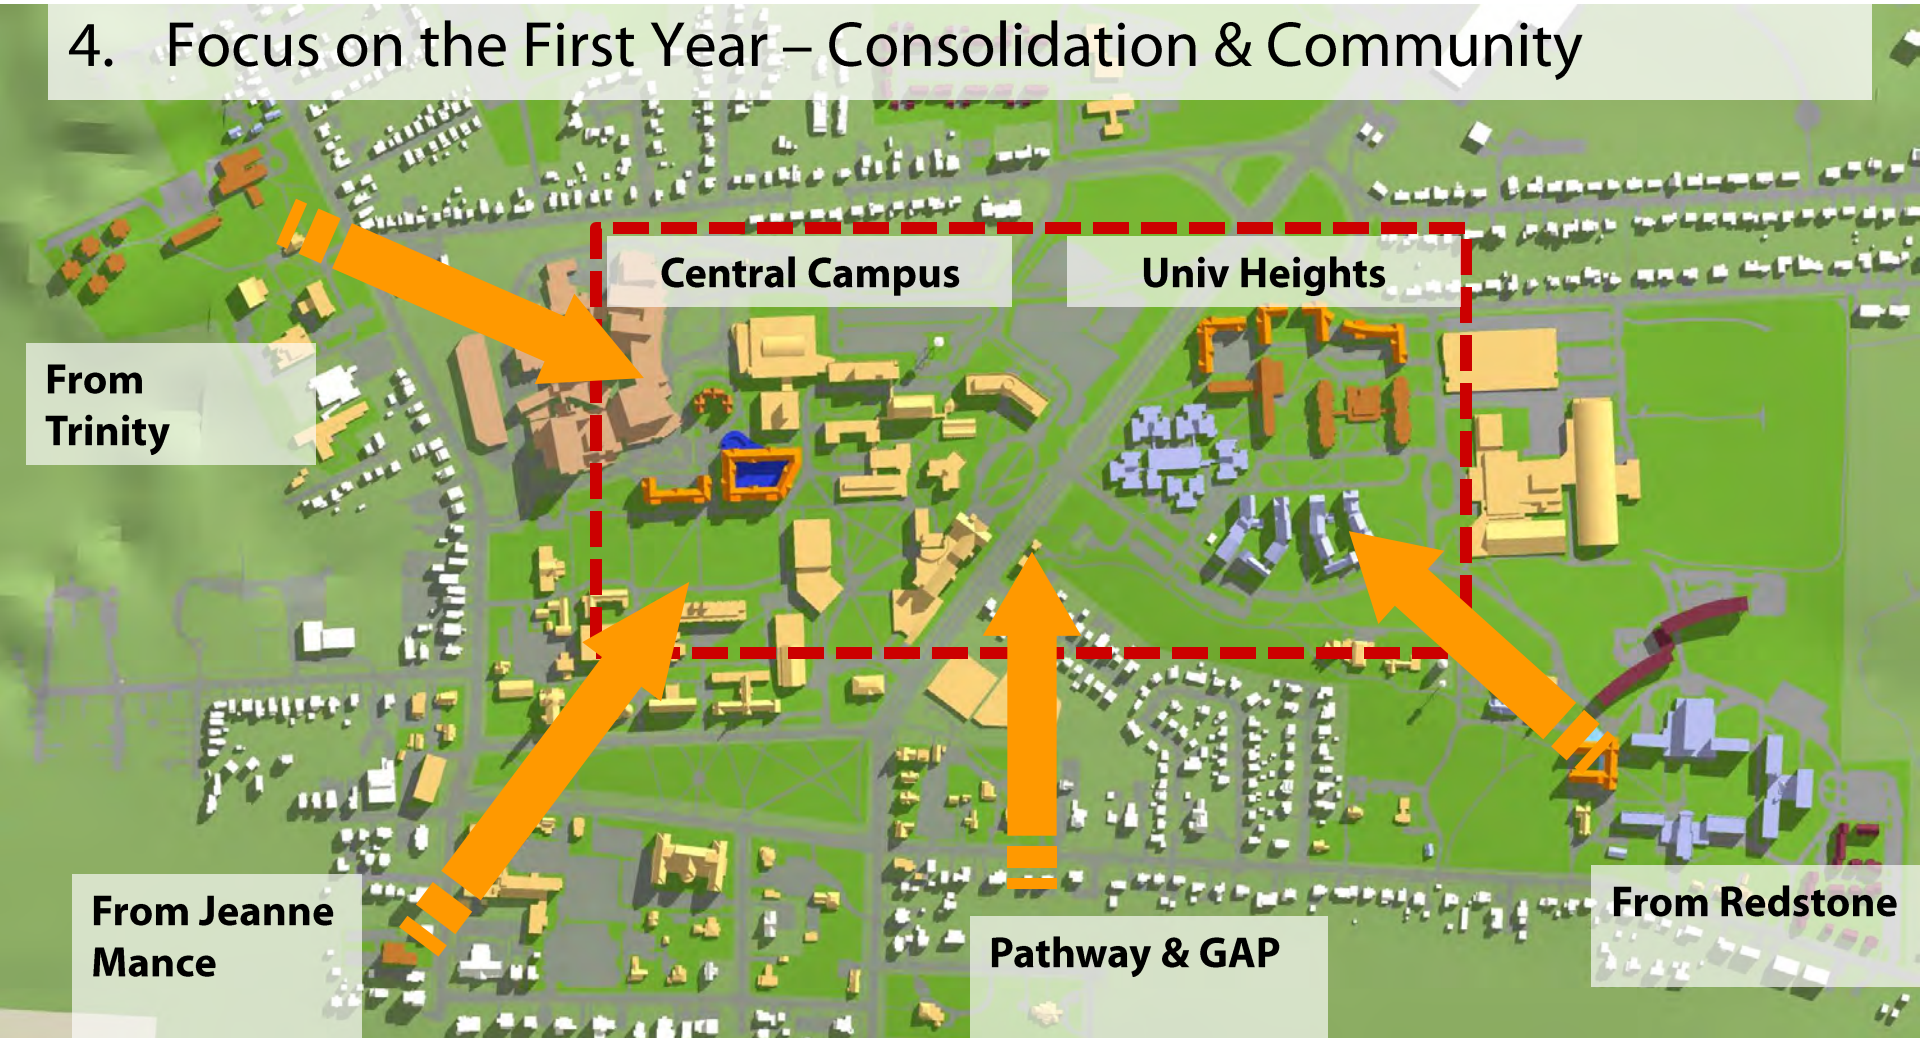 4. Focus on the First Year – Consolidation & Community
Central Campus
Univ Heights
From
Trinity
From Jeanne
Mance
Pathway & GAP
From Redstone